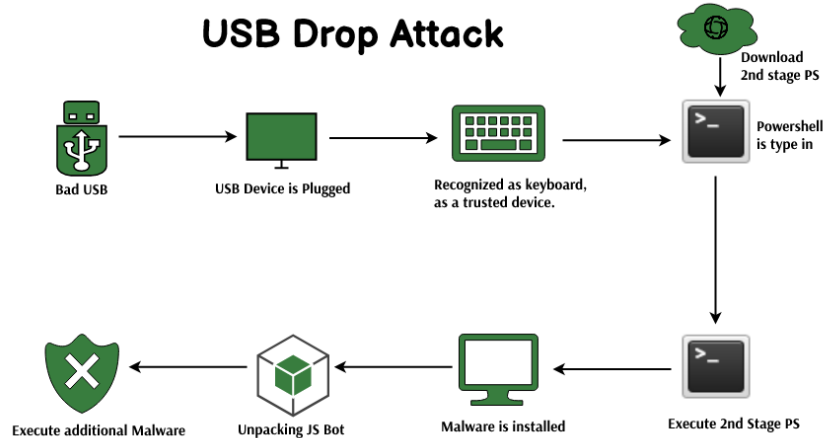 USB Drop Attack
Download
2nd stage PS
Powershell
is type in
Bad USB
USB Device is Plugged
Recognized as keyboard,
as a trusted device.
>_
>_
Execute additional Malware
Unpacking JS Bot
Malware is installed
Execute 2nd Stage PS